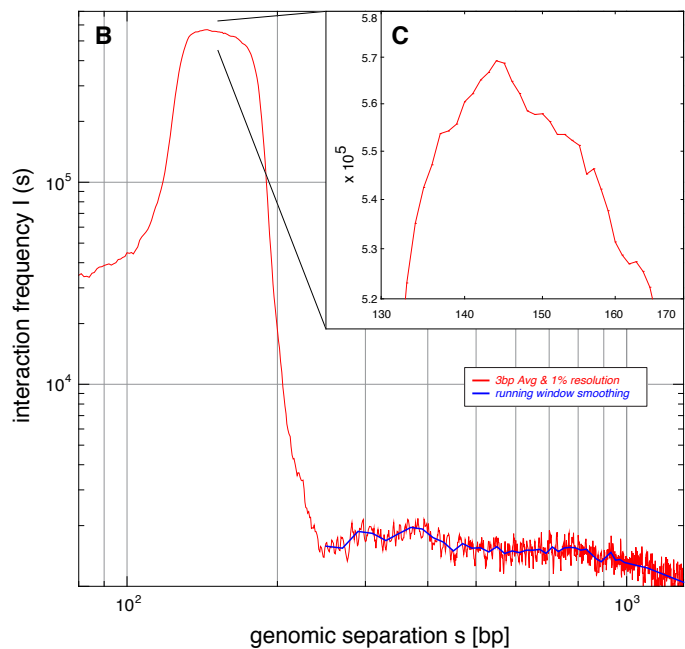 B
C
interaction frequency I (s)
10^5
10^4
x 10^5
5.8
5.7
5.6
5.5
5.4
5.3
5.2
130
140
150
160
170
3bp Avg & 1% resolution
running window smoothing
10^2
200
10^3
genomic separation s [bp]